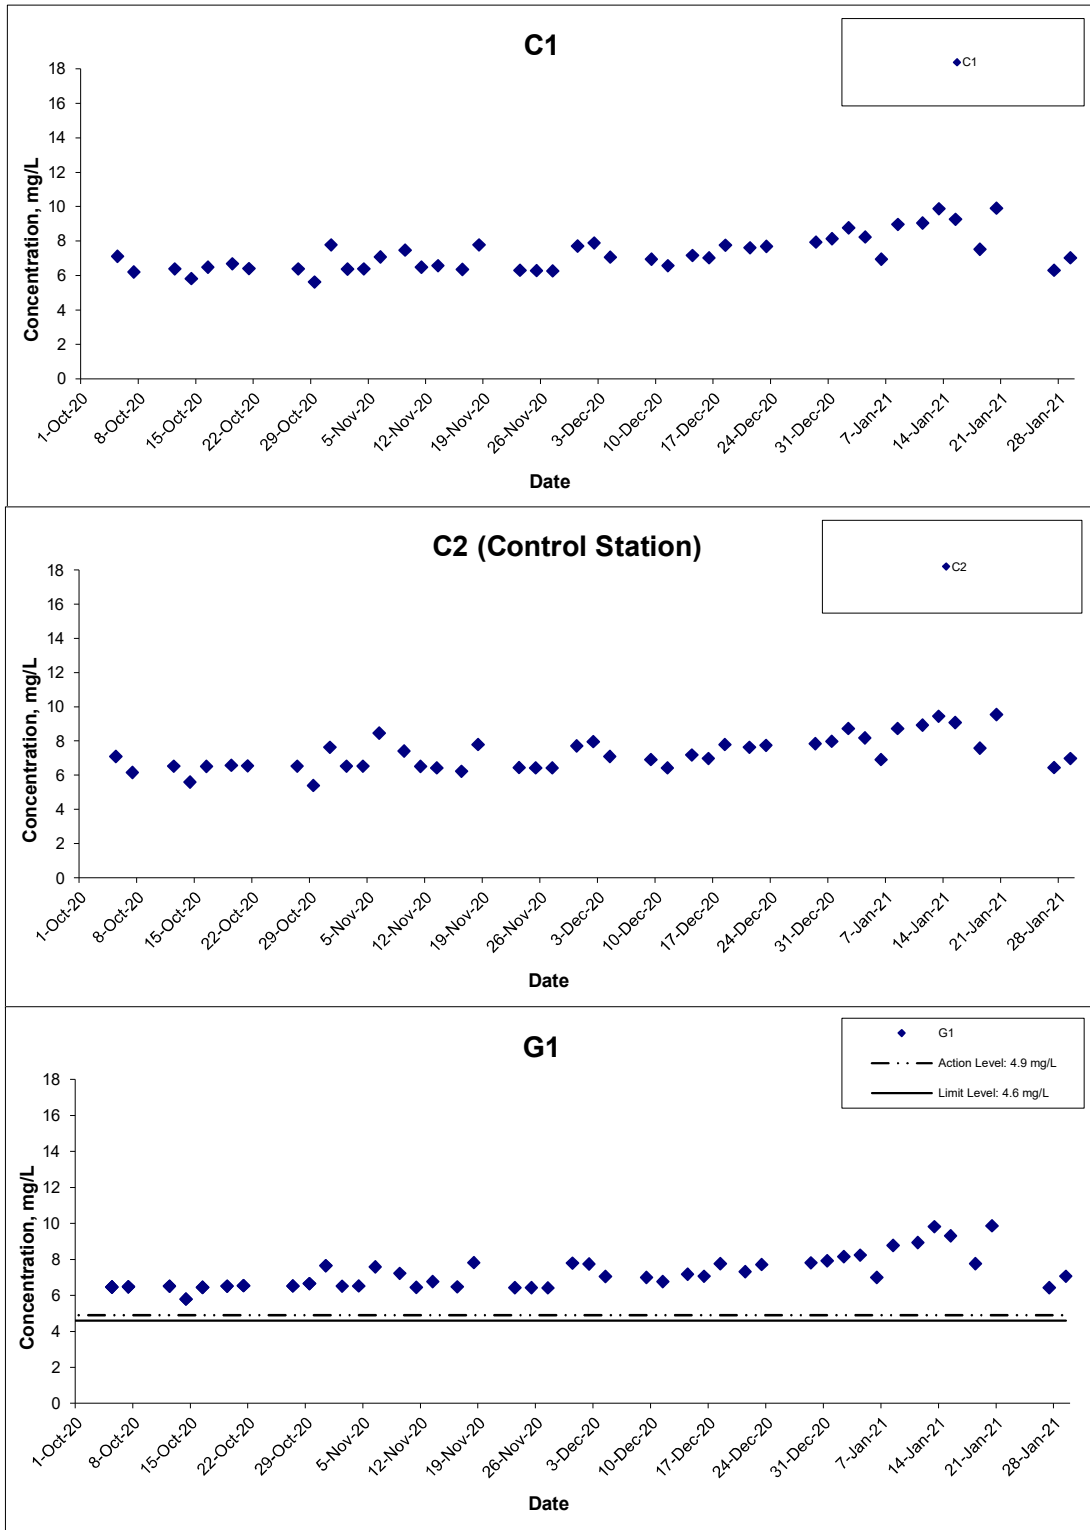 C1
C1
18
16
14
12
10
8
6
4
2
0
Concentration, mg/L
1-Oct-20
8-Oct-20
15-Oct-20
22-Oct-20
29-Oct-20
5-Nov-20
12-Nov-20
19-Nov-20
26-Nov-20
3-Dec-20
10-Dec-20
17-Dec-20
24-Dec-20
31-Dec-20
7-Jan-21
14-Jan-21
21-Jan-21
28-Jan-21
Date
C2 (Control Station)
C2
18
16
14
12
10
8
6
4
2
0
Concentration, mg/L
1-Oct-20
8-Oct-20
15-Oct-20
22-Oct-20
29-Oct-20
5-Nov-20
12-Nov-20
19-Nov-20
26-Nov-20
3-Dec-20
10-Dec-20
17-Dec-20
24-Dec-20
31-Dec-20
7-Jan-21
14-Jan-21
21-Jan-21
28-Jan-21
Date
G1
G1
Action Level: 4.9 mg/L
Limit Level: 4.6 mg/L
18
16
14
12
10
8
6
4
2
0
Concentration, mg/L
1-Oct-20
8-Oct-20
15-Oct-20
22-Oct-20
29-Oct-20
5-Nov-20
12-Nov-20
19-Nov-20
26-Nov-20
3-Dec-20
10-Dec-20
17-Dec-20
24-Dec-20
31-Dec-20
7-Jan-21
14-Jan-21
21-Jan-21
28-Jan-21
Date